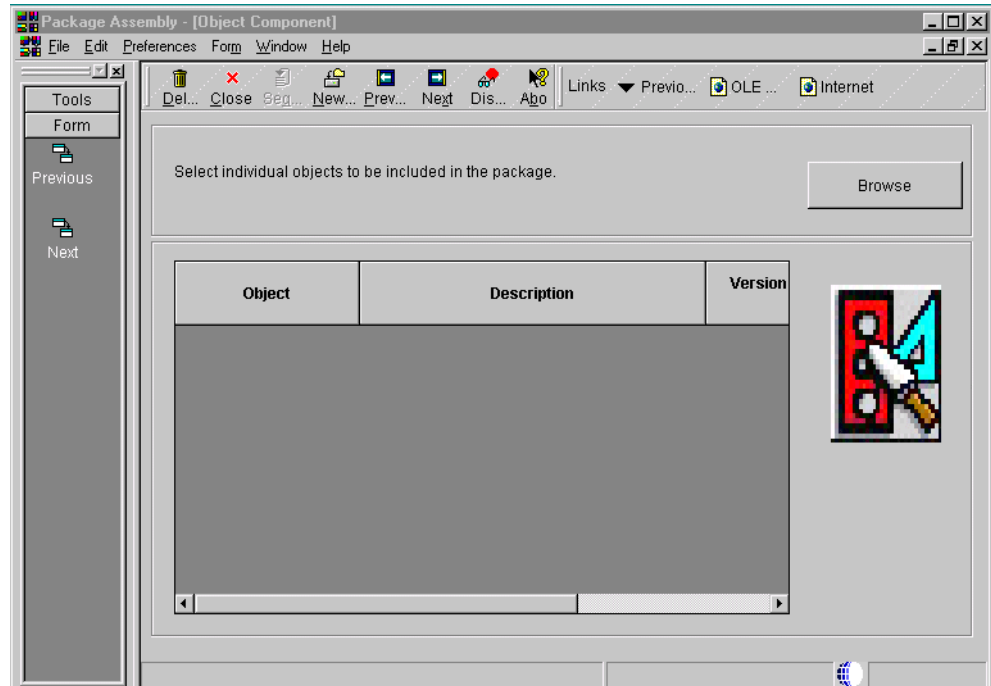 Package Assembly - [Object Component]
File Edit Preferences Form Window Help
Tools
Form
Previous
Next
Del... Close Seq... New... Prev... Next Dis... Abo
Links Previo... OLE ... Internet
Select individual objects to be included in the package.
Browse
Object Description Version